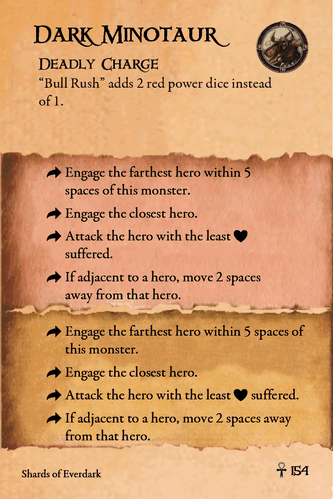 DARK MINOTAUR
DEADLY CHARGE
“Bull Rush” adds 2 red power dice instead
of 1.
Engage the farthest hero within 5
spaces of this monster.
Engage the closest hero.
Attack the hero with the least ♥
suffered.
If adjacent to a hero, move 2 spaces
away from that hero.
Engage the farthest hero within 5 spaces of
this monster.
Engage the closest hero.
Attack the hero with the least ♥ suffered.
If adjacent to a hero, move 2 spaces away
from that hero.
Shards of Everdark
154